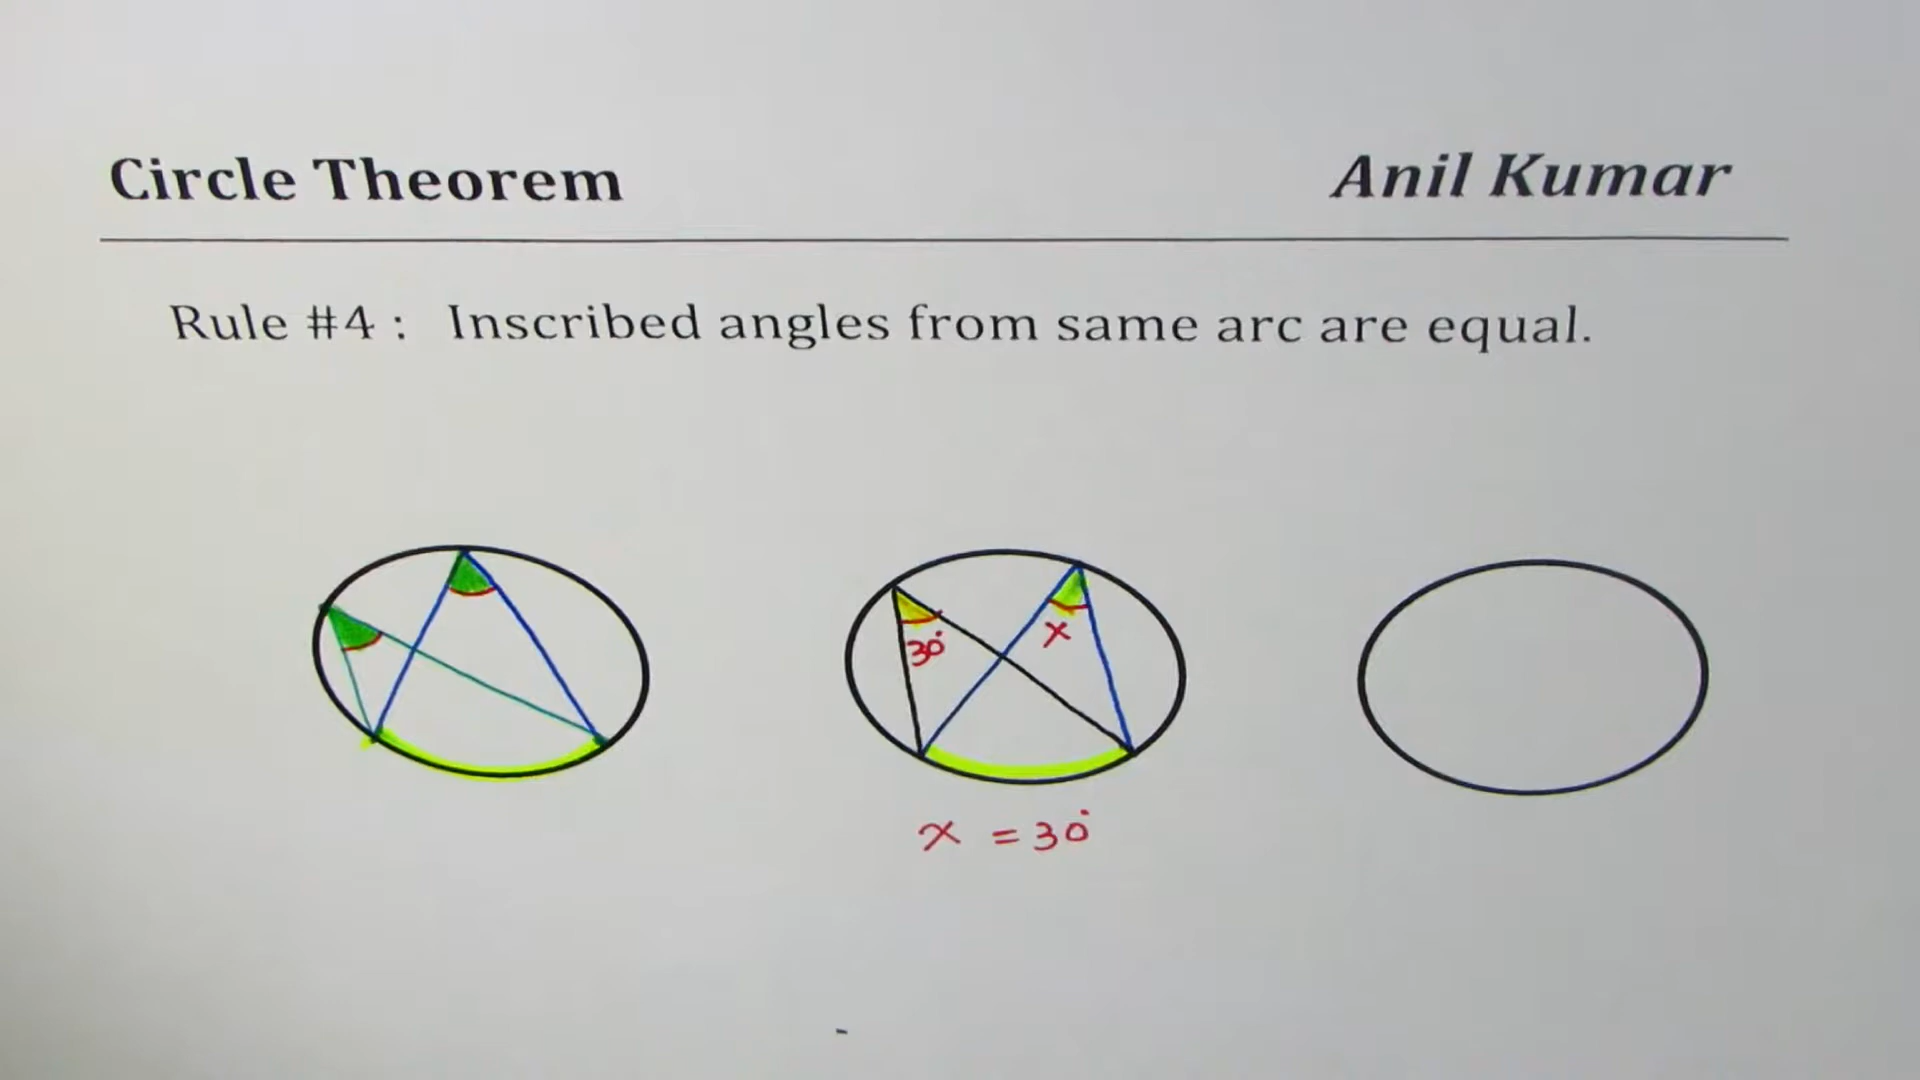 Circle Theorem Anil Kumar
Rule #4 : Inscribed angles from same arc are equal.
30° x
x = 30°